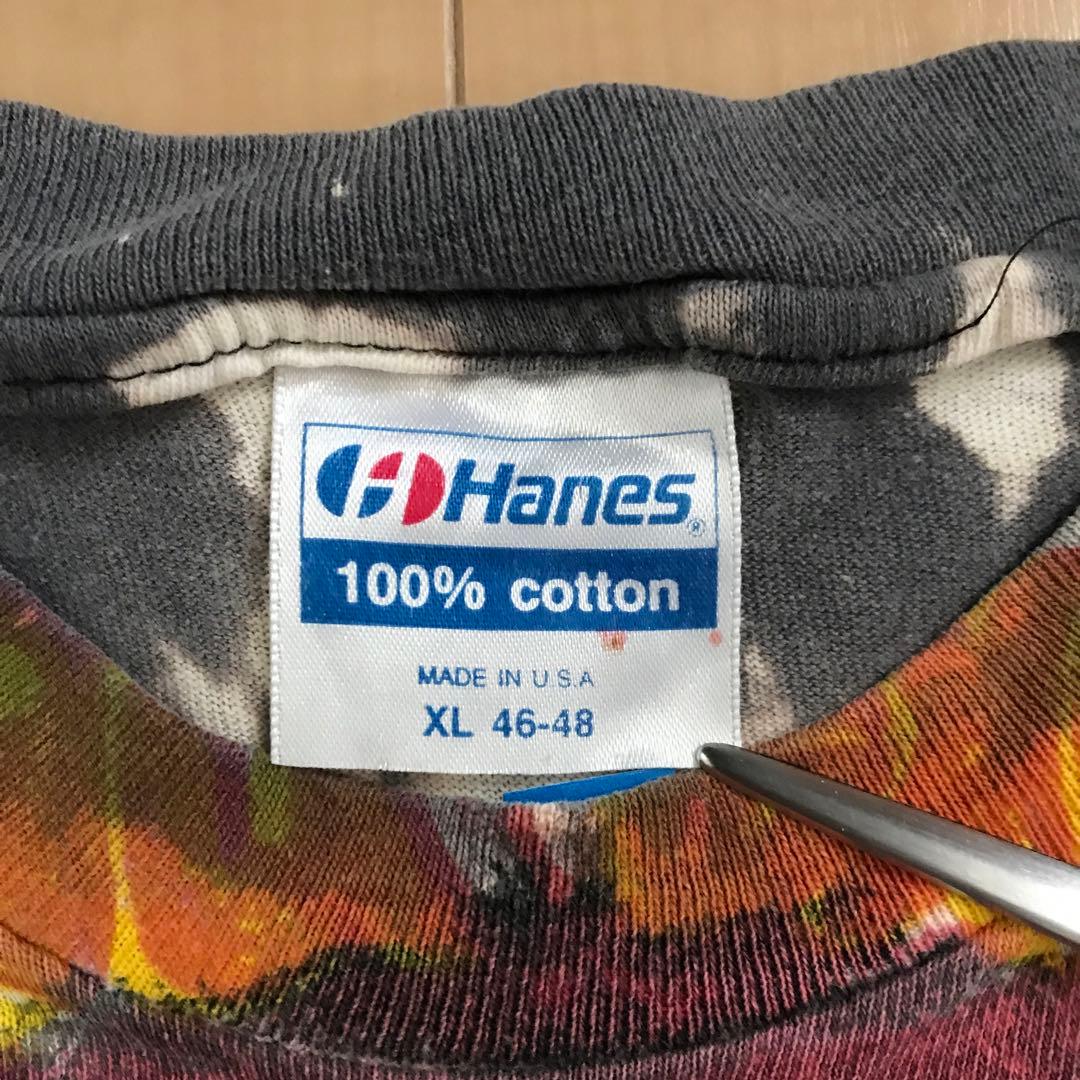 Hanes®
100% cotton
MADE IN U.S.A
XL 46-48